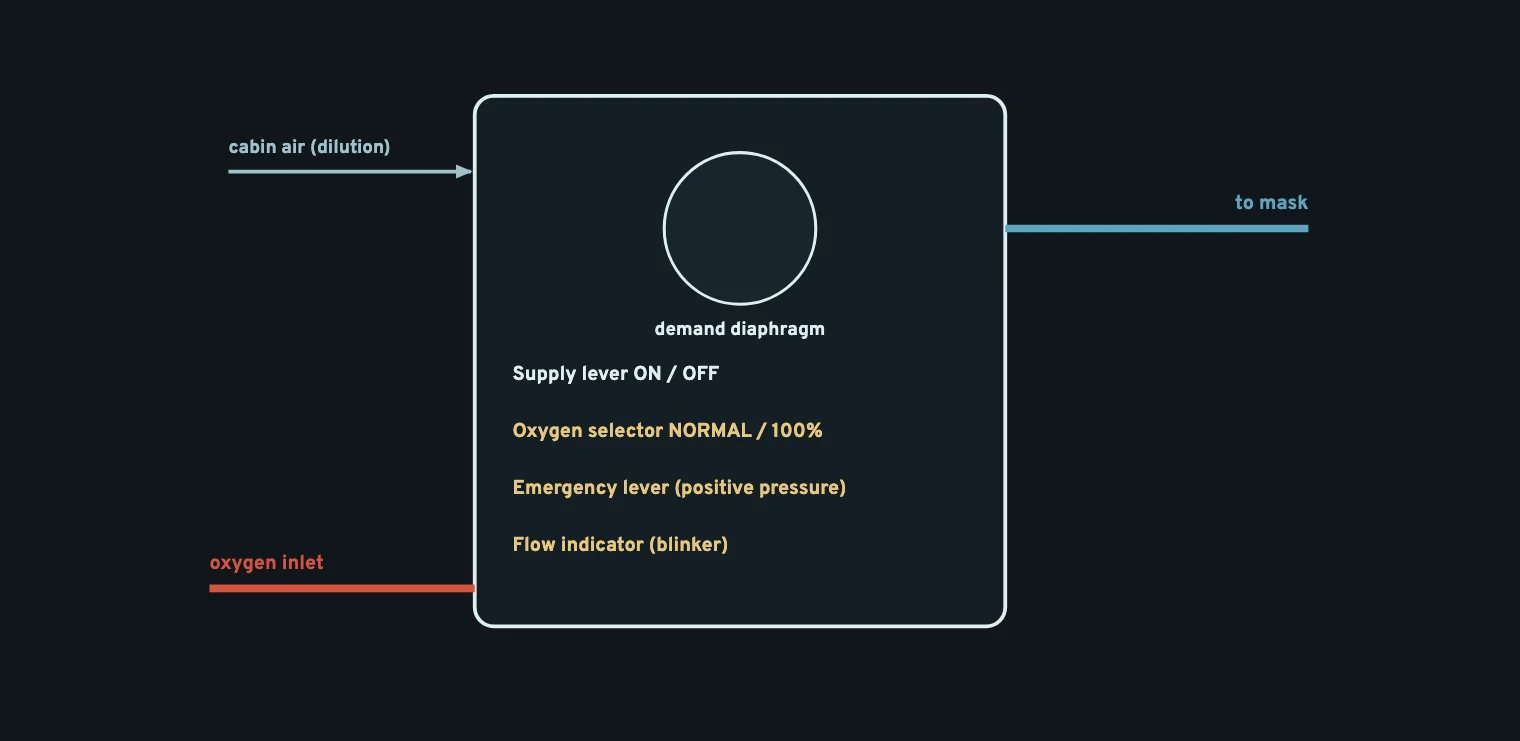 cabin air (dilution)
to mask
demand diaphragm
Supply lever ON / OFF
Oxygen selector NORMAL / 100%
Emergency lever (positive pressure)
Flow indicator (blinker)
oxygen inlet